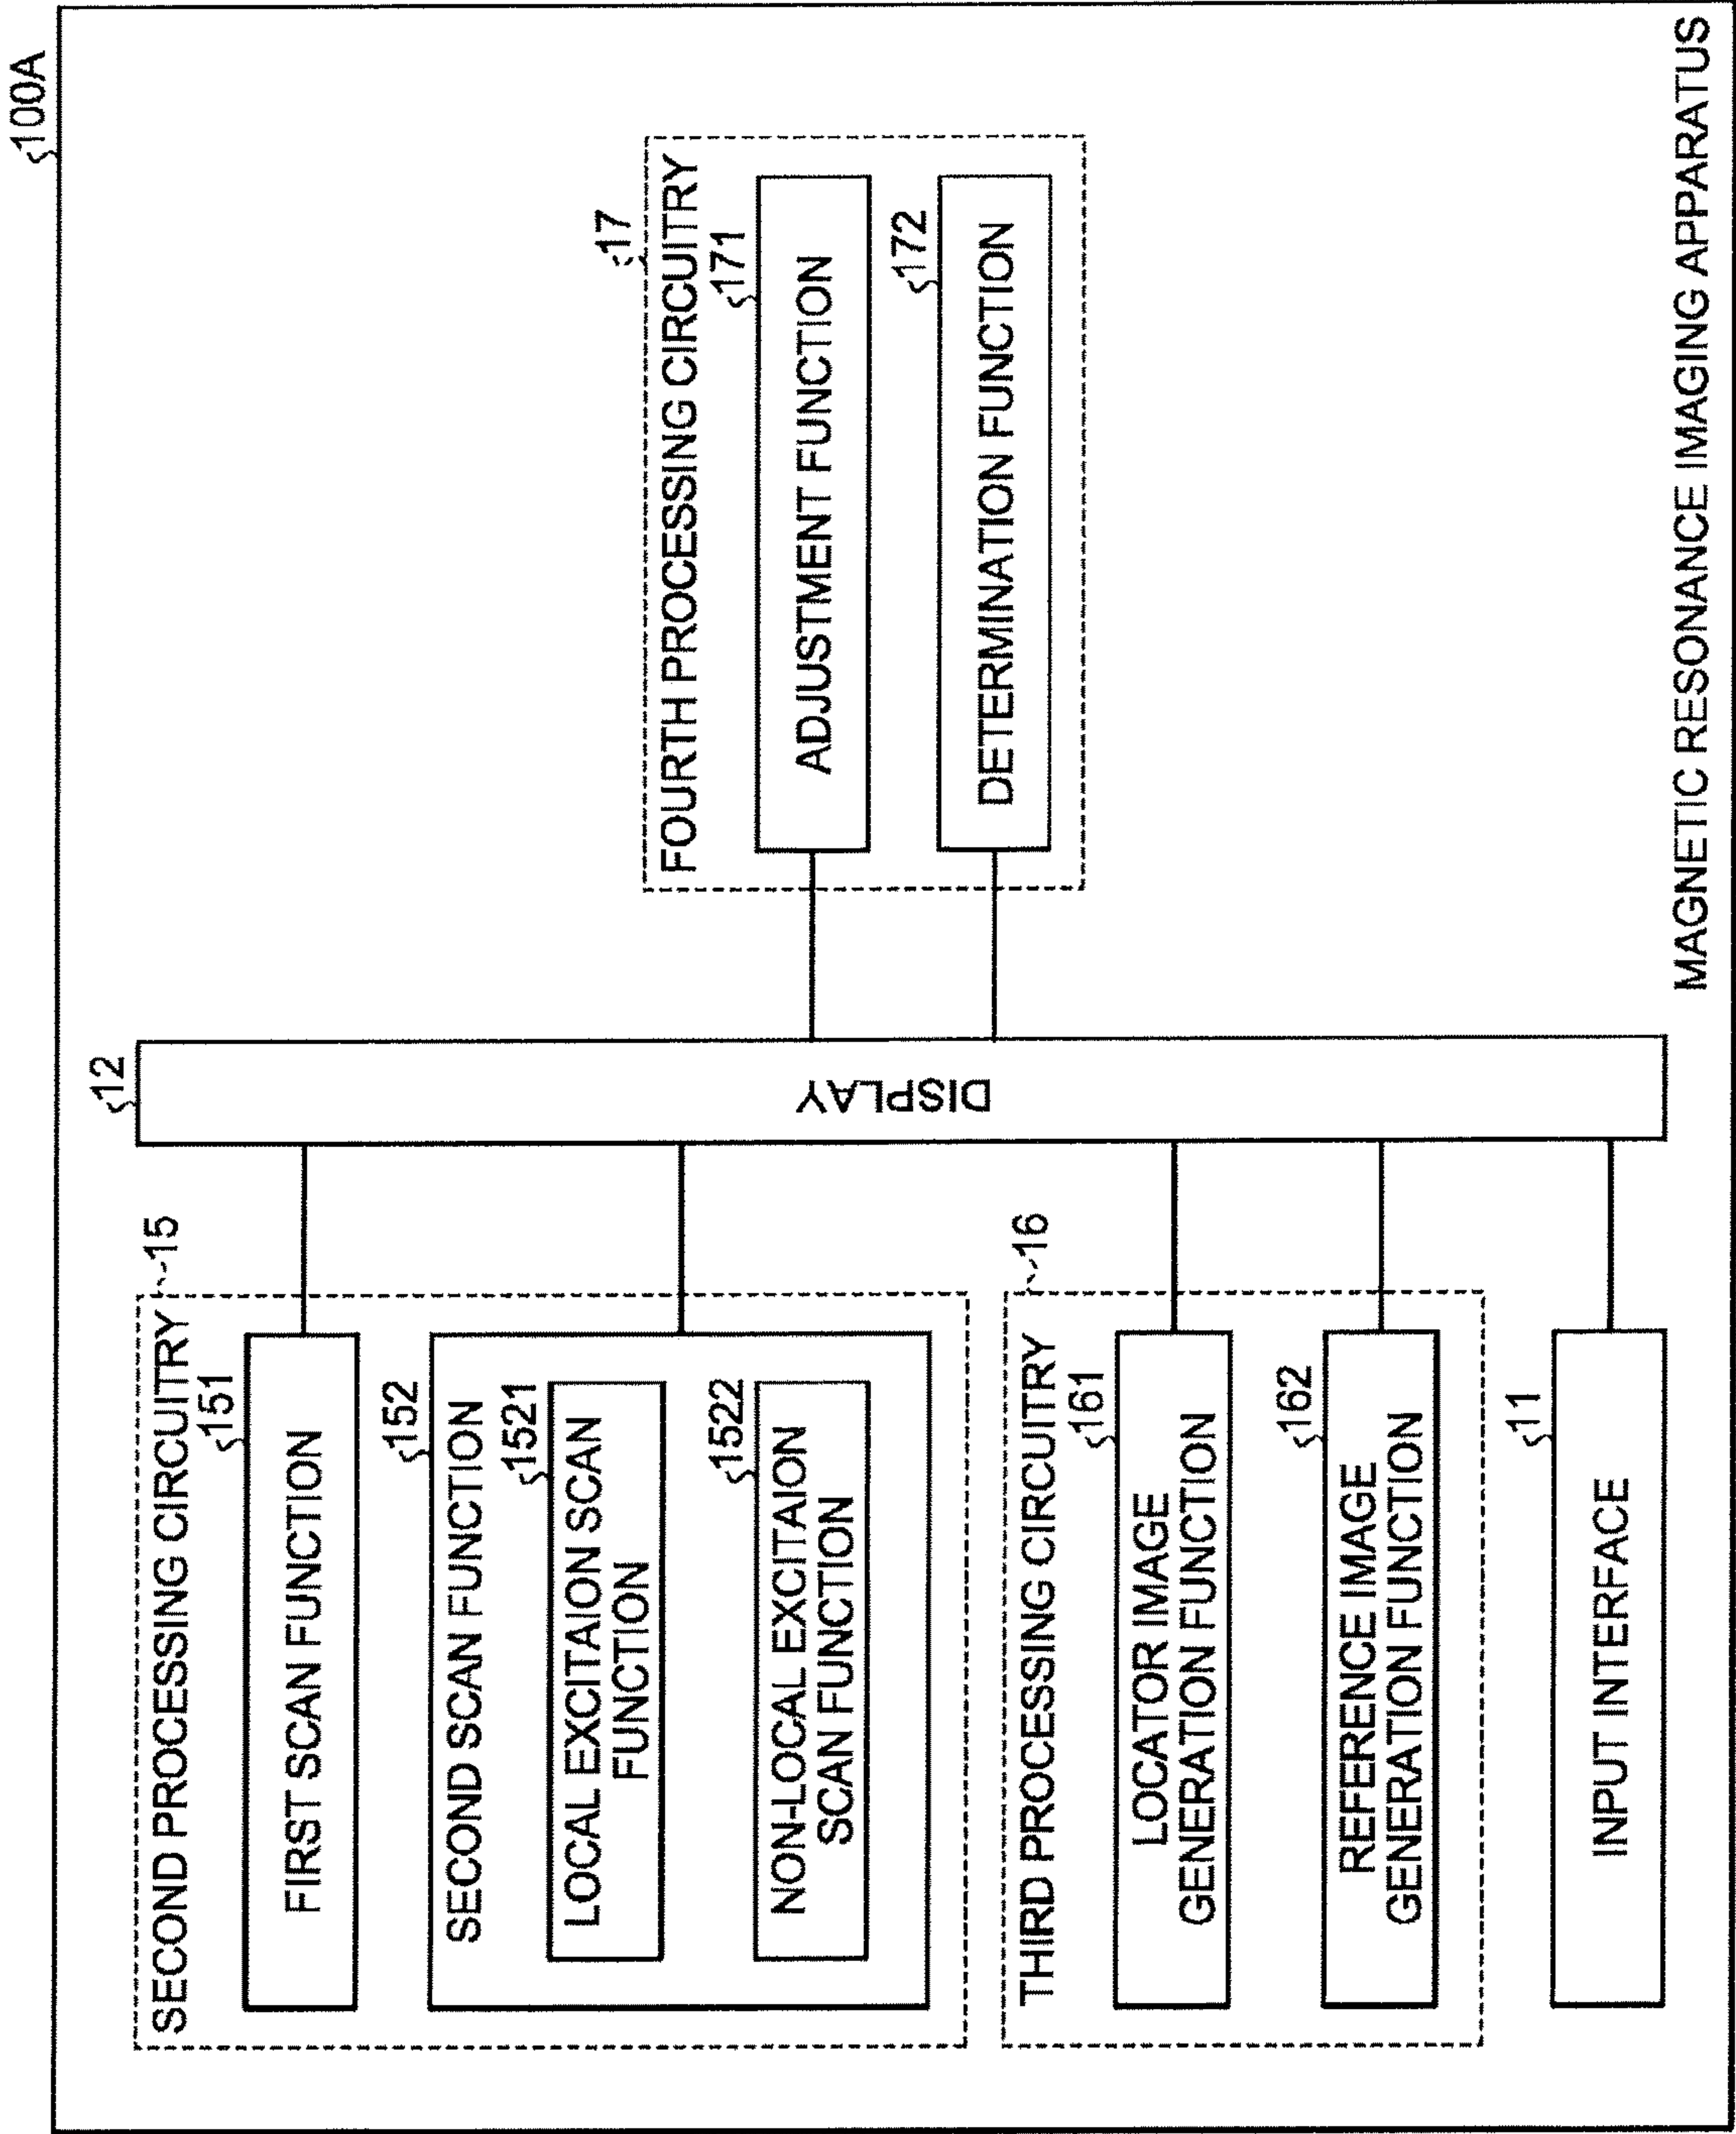 100A
SECOND PROCESSING CIRCUITRY
15
151
FIRST SCAN FUNCTION
152
SECOND SCAN FUNCTION
1521
LOCAL EXCITAION SCAN
FUNCTION
1522
NON-LOCAL EXCITAION
SCAN FUNCTION
THIRD PROCESSING CIRCUITRY
16
161
LOCATOR IMAGE
GENERATION FUNCTION
162
REFERENCE IMAGE
GENERATION FUNCTION
11
INPUT INTERFACE
12
DISPLAY
17
FOURTH PROCESSING CIRCUITRY
171
ADJUSTMENT FUNCTION
172
DETERMINATION FUNCTION
MAGNETIC RESONANCE IMAGING APPARATUS